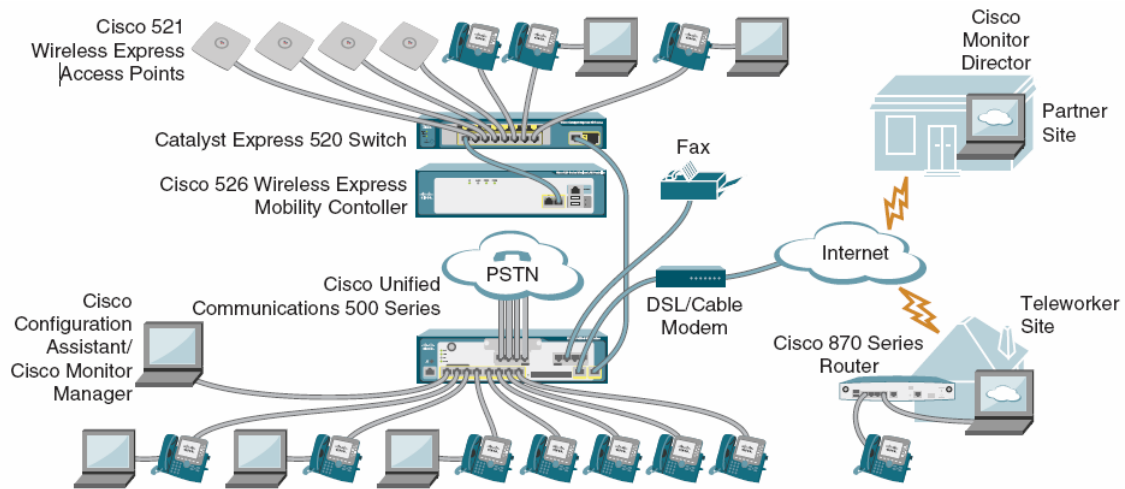 Cisco 521
Wireless Express
Access Points
Catalyst Express 520 Switch
Cisco 526 Wireless Express
Mobility Contoller
PSTN
Cisco Unified
Communications 500 Series
Cisco
Configuration
Assistant/
Cisco Monitor
Manager
Fax
DSL/Cable
Modem
Internet
Cisco
Monitor
Director
Partner
Site
Teleworker
Site
Cisco 870 Series
Router